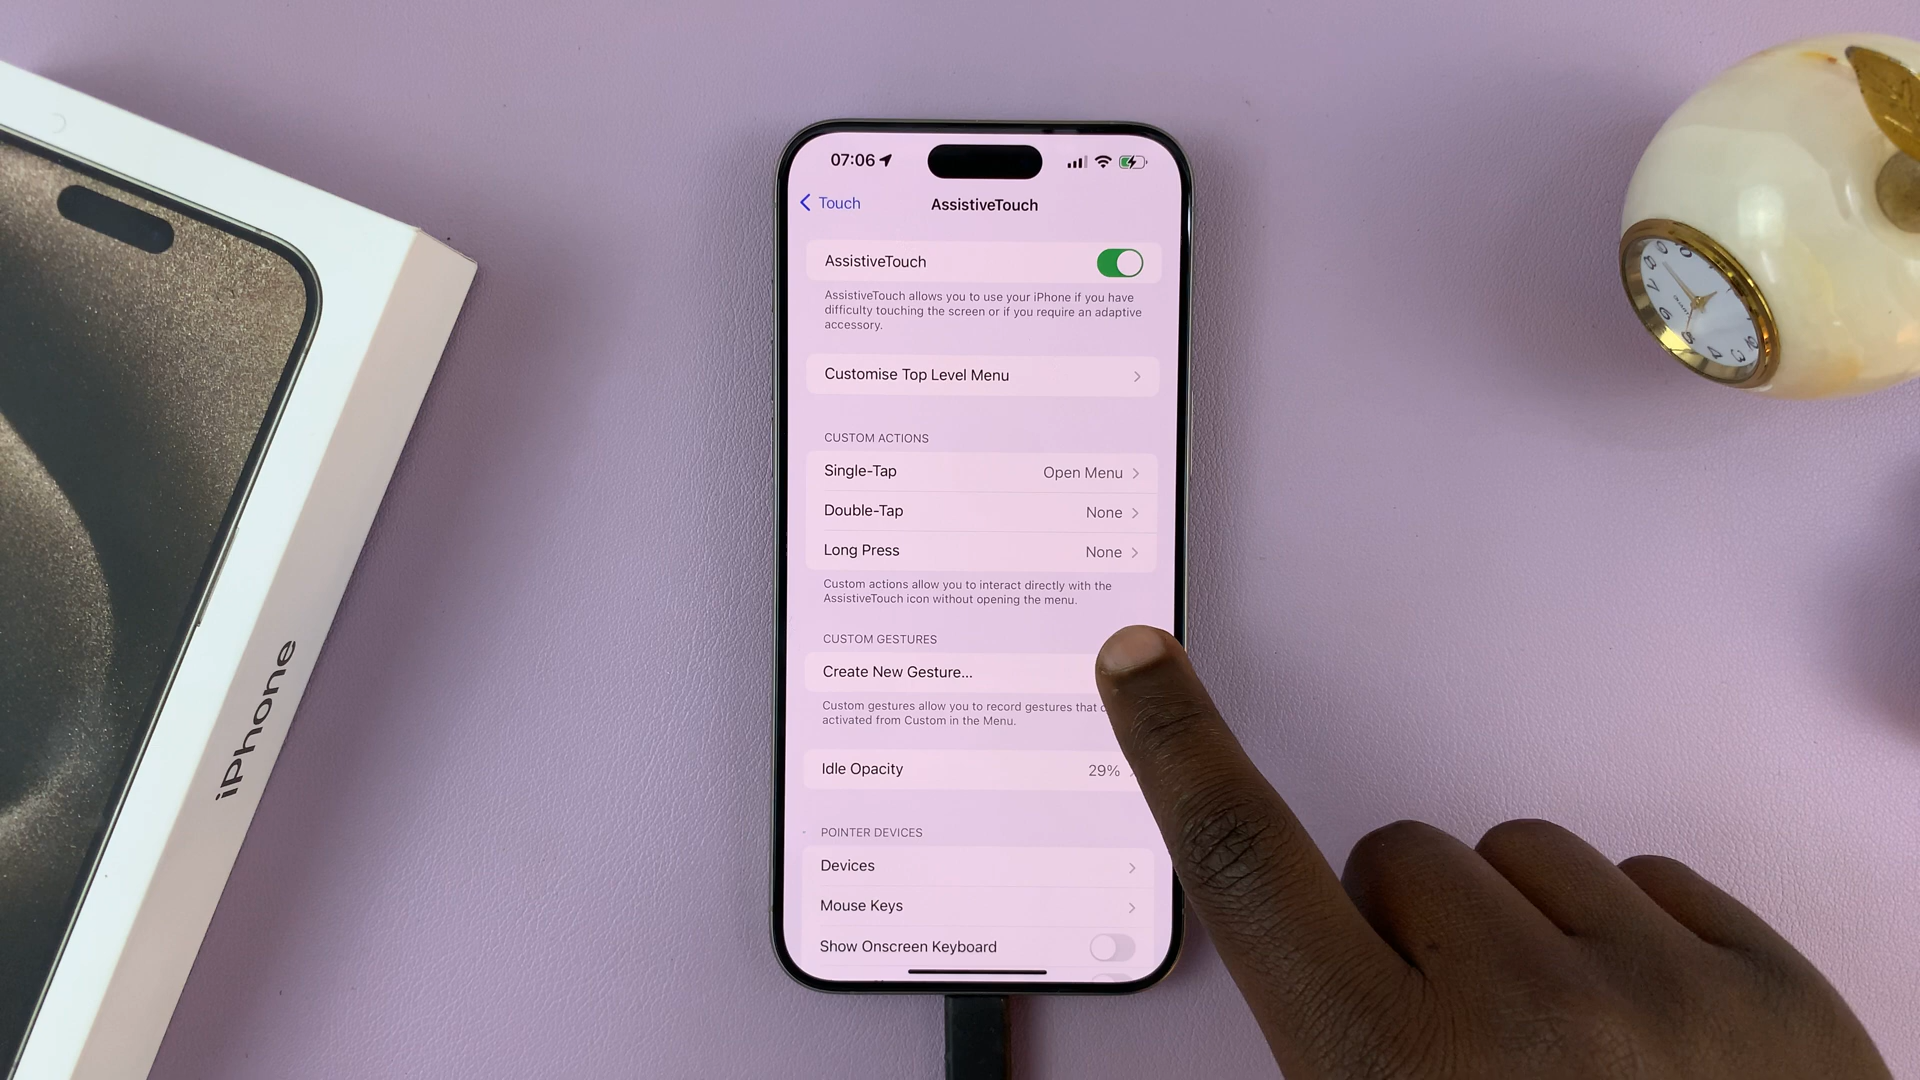 iPhone
07:06
Touch
AssistiveTouch
AssistiveTouch
AssistiveTouch allows you to use your iPhone if you have
difficulty touching the screen or if you require an adaptive
accessory.
Customise Top Level Menu
CUSTOM ACTIONS
Single-Tap Open Menu
Double-Tap None
Long Press None
Custom actions allow you to interact directly with the
AssistiveTouch icon without opening the menu.
CUSTOM GESTURES
Create New Gesture...
Custom gestures allow you to record gestures that
activated from Custom in the Menu.
Idle Opacity 29%
POINTER DEVICES
Devices
Mouse Keys
Show Onscreen Keyboard